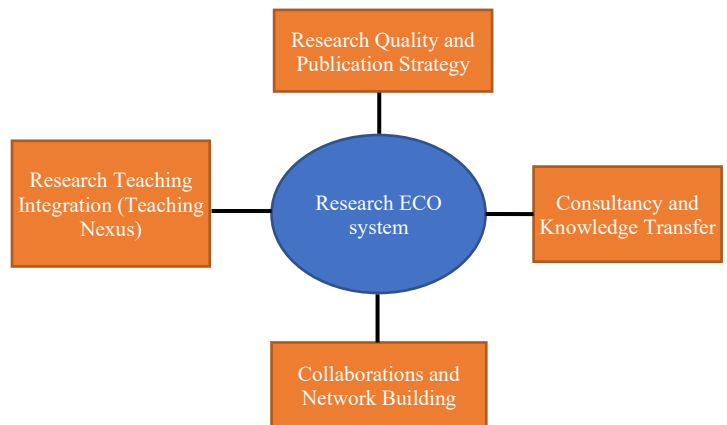 Research Quality and
Publication Strategy
Research Teaching
Integration (Teaching
Nexus)
Research ECO
system
Consultancy and
Knowledge Transfer
Collaborations and
Network Building